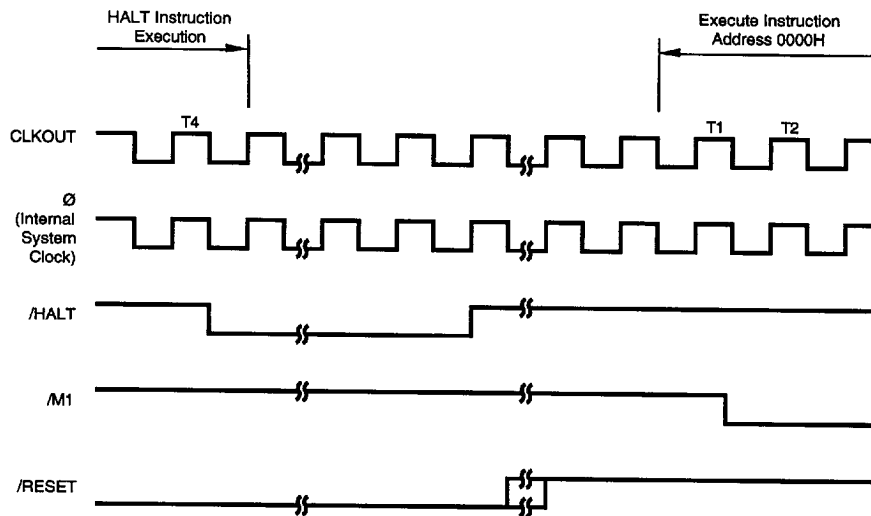 HALT Instruction
Execution
Execute Instruction
Address 0000H
T4
T1
T2
CLKOUT
Ø
(Internal
System
Clock)
/HALT
/M1
/RESET